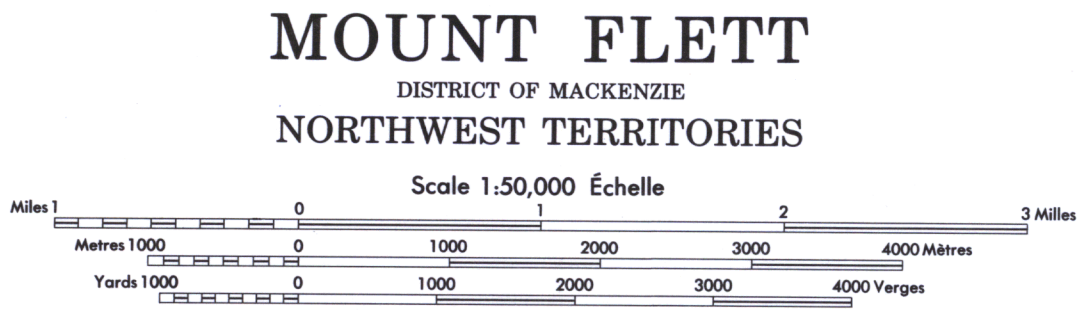 MOUNT FLETT
DISTRICT OF MACKENZIE
NORTHWEST TERRITORIES
Scale 1:50,000 Échelle
Miles 1 0 1 2 3 Milles
Metres 1000 0 1000 2000 3000 4000 Mètres
Yards 1000 0 1000 2000 3000 4000 Verges